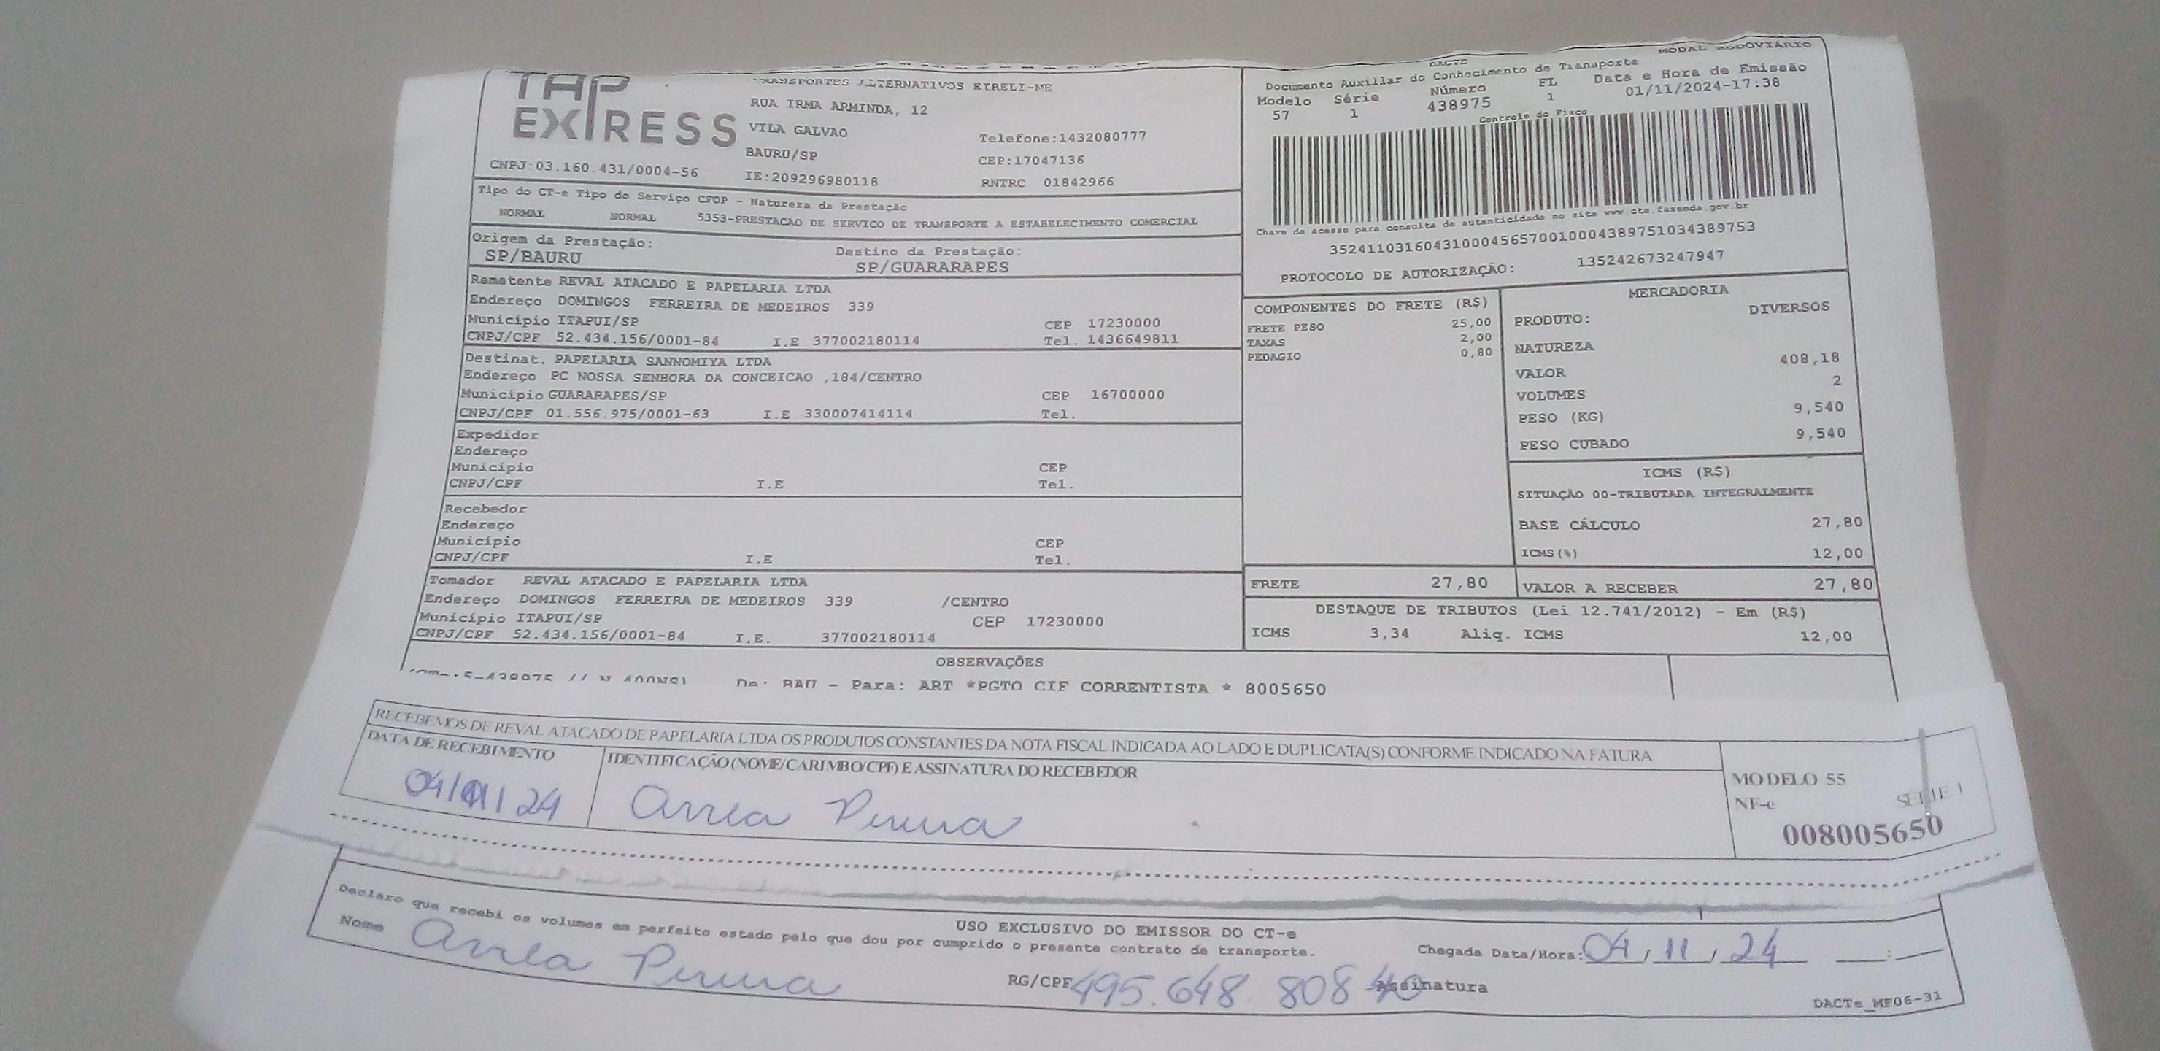 TAP
EXPRESS
TRANSPORTES ALTERNATIVOS EIRELI-ME
RUA IRMA ARMINDA, 12
VILA GALVAO Telefone:1432080777
BAURU/SP CEP:17047136
CNPJ:03.160.431/0004-56 IE:209296980118 RNTRC 01842966
MODAL RODOVIÁRIO
DACTE
Documento Auxiliar do Conhecimento de Transporte
Modelo Série Número FL Data e Hora de Emissão
57 1 438975 1 01/11/2024-17:38
Controle do Fisco
Chave de acesso para consulta de autenticidade no site www.cte.fazenda.gov.br
35241103160431000456570010004389751034389753
PROTOCOLO DE AUTORIZAÇÃO: 135242673247947
Tipo do CT-e Tipo do Serviço CFOP - Natureza da Prestação
NORMAL NORMAL 5353-PRESTACAO DE SERVICO DE TRANSPORTE A ESTABELECIMENTO COMERCIAL
Origem da Prestação: Destino da Prestação:
SP/BAURU SP/GUARARAPES
Remetente REVAL ATACADO E PAPELARIA LTDA
Endereço DOMINGOS FERREIRA DE MEDEIROS 339
Município ITAPUI/SP CEP 17230000
CNPJ/CPF 52.434.156/0001-84 I.E 377002180114 Tel. 1436649811
Destinat. PAPELARIA SANHOMIYA LTDA
Endereço PC NOSSA SENHORA DA CONCEICAO ,184/CENTRO
Município GUARARAPES/SP CEP 16700000
CNPJ/CPF 01.556.975/0001-63 I.E 330007414114 Tel.
Expedidor
Endereço
Município CEP
CNPJ/CPF I.E Tel.
Recebedor
Endereço
Município CEP
CNPJ/CPF I.E Tel.
Tomador REVAL ATACADO E PAPELARIA LTDA
Endereço DOMINGOS FERREIRA DE MEDEIROS 339 /CENTRO
Município ITAPUI/SP CEP 17230000
CNPJ/CPF 52.434.156/0001-84 I.E. 377002180114
COMPONENTES DO FRETE (R$)
FRETE PESO 25,00
TAXAS 2,00
PEDAGIO 0,80
MERCADORIA
PRODUTO: DIVERSOS
NATUREZA
VALOR 408,18
VOLUMES 2
PESO (KG) 9,540
PESO CUBADO 9,540
ICMS (R$)
SITUAÇÃO 00-TRIBUTADA INTEGRALMENTE
BASE CÁLCULO 27,80
ICMS(%) 12,00
FRETE 27,80 VALOR A RECEBER 27,80
DESTAQUE DE TRIBUTOS (Lei 12.741/2012) - Em (R$)
ICMS 3,34 Aliq. ICMS 12,00
OBSERVAÇÕES
De: BAU - Para: ART *PGTO CIF CORRENTISTA * 8005650
RECEBEMOS DE REVAL ATACADO DE PAPELARIA LTDA OS PRODUTOS CONSTANTES DA NOTA FISCAL INDICADA AO LADO E DUPLICATA(S) CONFORME INDICADO NA FATURA
DATA DE RECEBIMENTO IDENTIFICAÇÃO (NOME/CARIMBO/CPF) E ASSINATURA DO RECEBEDOR
04/11/24
MODELO 55
NF-e SÉRIE 1
008005650
USO EXCLUSIVO DO EMISSOR DO CT-e
Declaro que recebi os volumes em perfeito estado pelo que dou por cumprido o presente contrato de transporte.
Chegada Data/Hora: 04/11/24
Nome
RG/CPF 495.648.808 40 Assinatura
DACTe_MF06-31